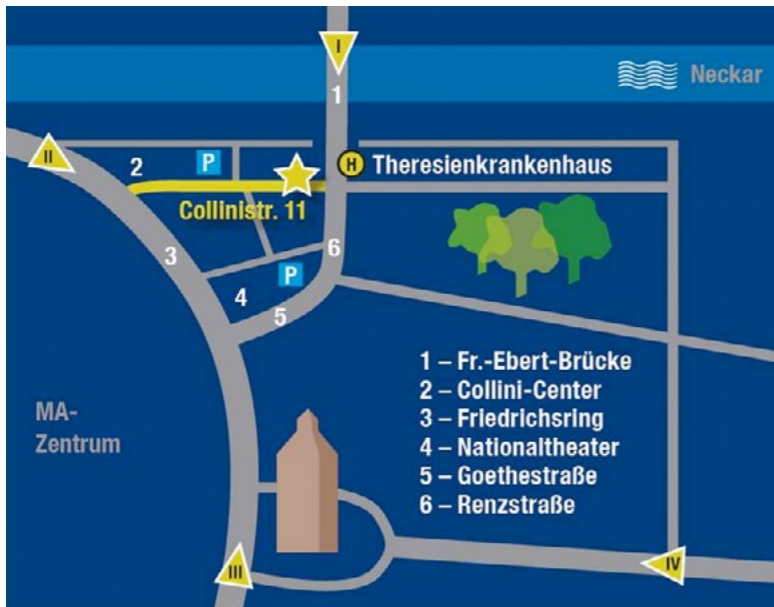 I
1
Neckar
II
2
P
H Theresienkrankenhaus
Collinistr. 11
3
6
P
4
5
1 – Fr.-Ebert-Brücke
2 – Collini-Center
3 – Friedrichsring
4 – Nationaltheater
5 – Goethestraße
6 – Renzstraße
MA-
Zentrum
III
IV